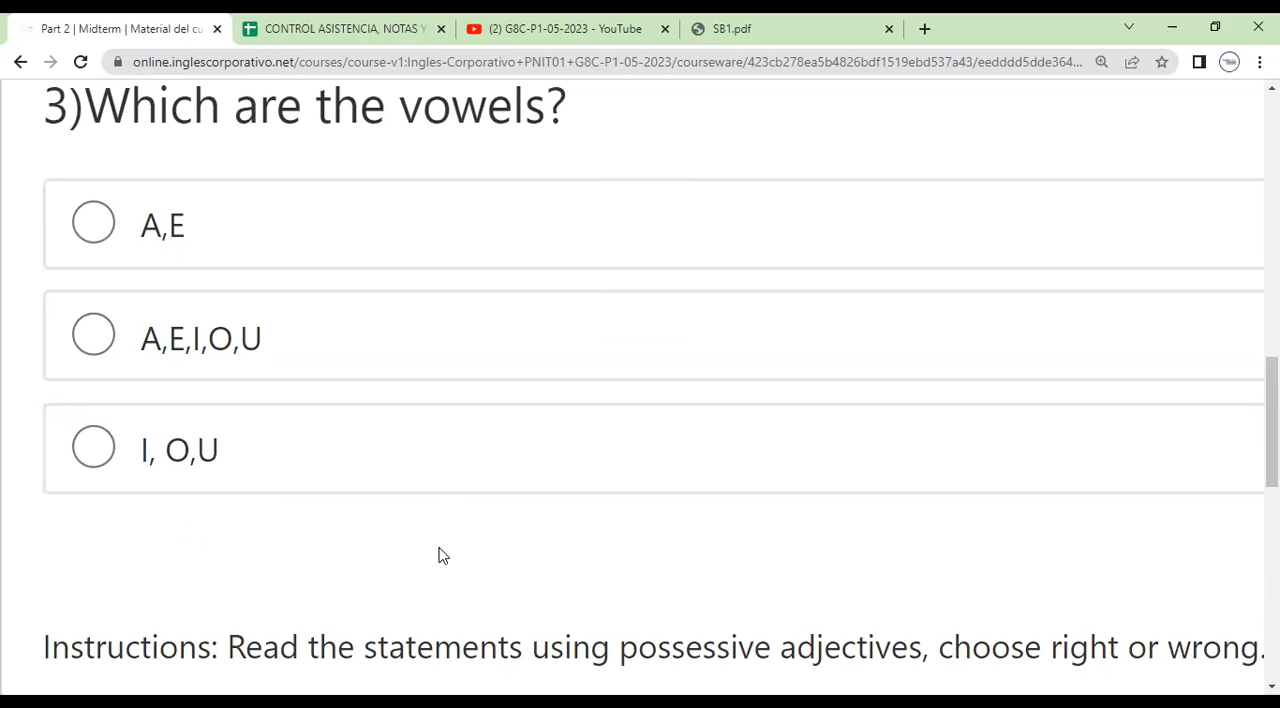 Part 2 | Midterm | Material del cu
CONTROL ASISTENCIA, NOTAS Y
(2) G8C-P1-05-2023 - YouTube
SB1.pdf
online.inglescorporativo.net/courses/course-v1:Ingles-Corporativo+PNIT01+G8C-P1-05-2023/courseware/423cb278ea5b4826bdf1519ebd537a43/eedddd5dde364...
3)Which are the vowels?
A,E
A,E,I,O,U
I, O,U
Instructions: Read the statements using possessive adjectives, choose right or wrong.